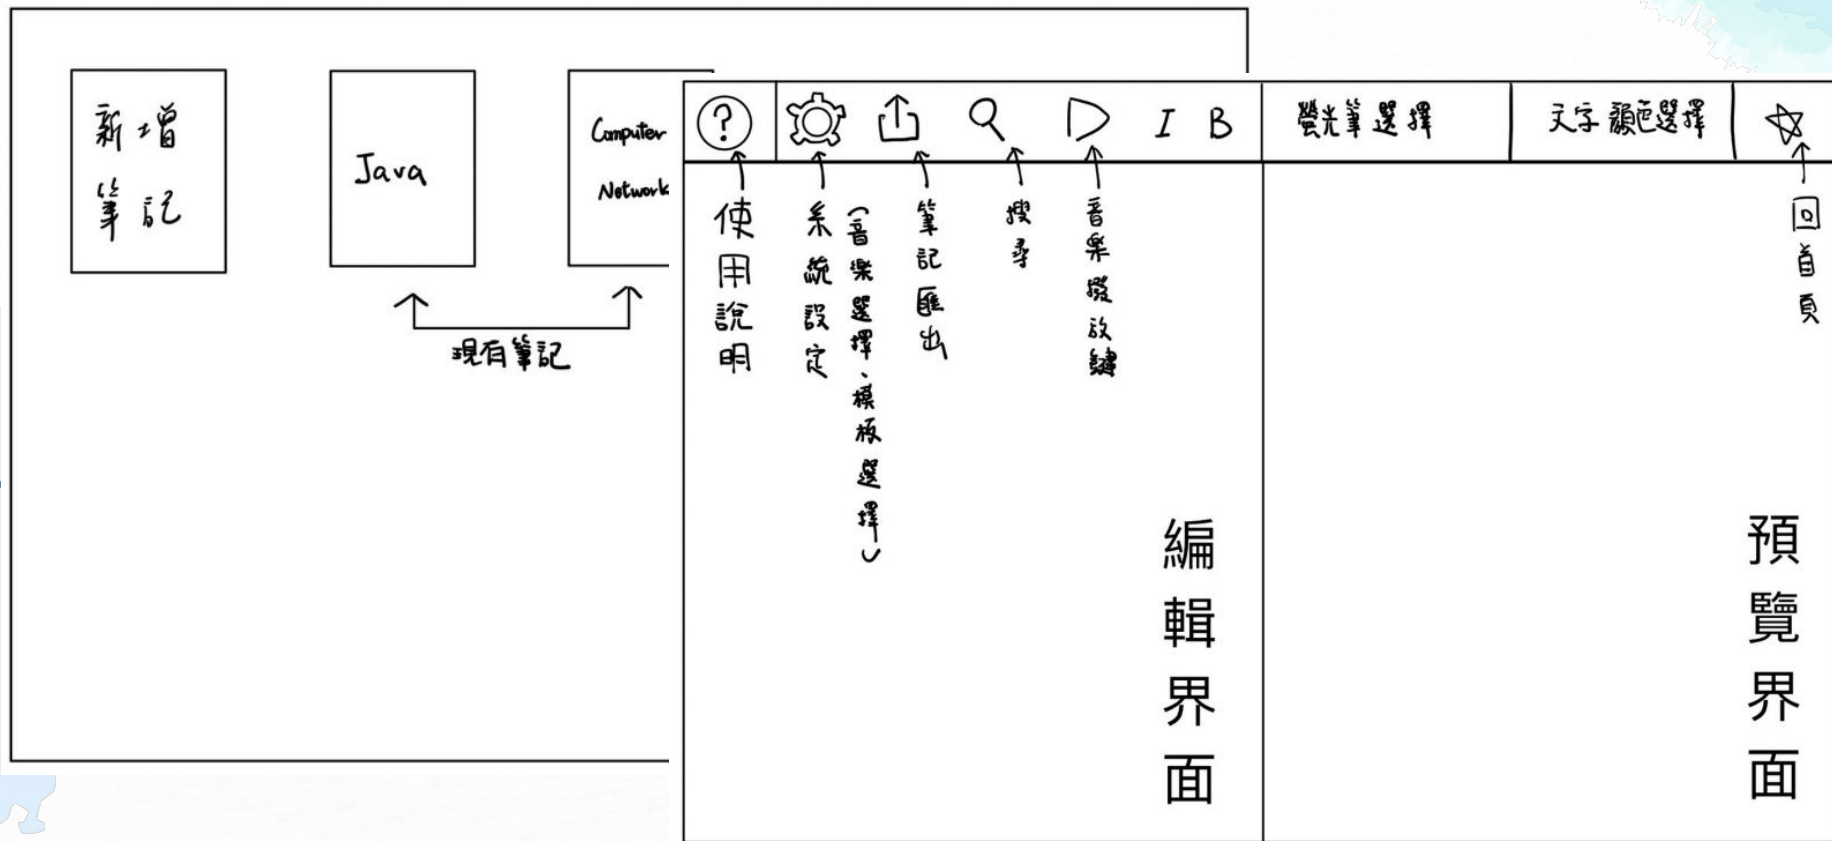 新增
筆記
Java
Computer
Network
現有筆記
?
I B
螢光筆選擇
文字顏色選擇
使用說明
系統設定
(音樂選擇、模板選擇)
筆記匯出
搜尋
音樂撥放鍵
回首頁
編輯界面
預覽界面